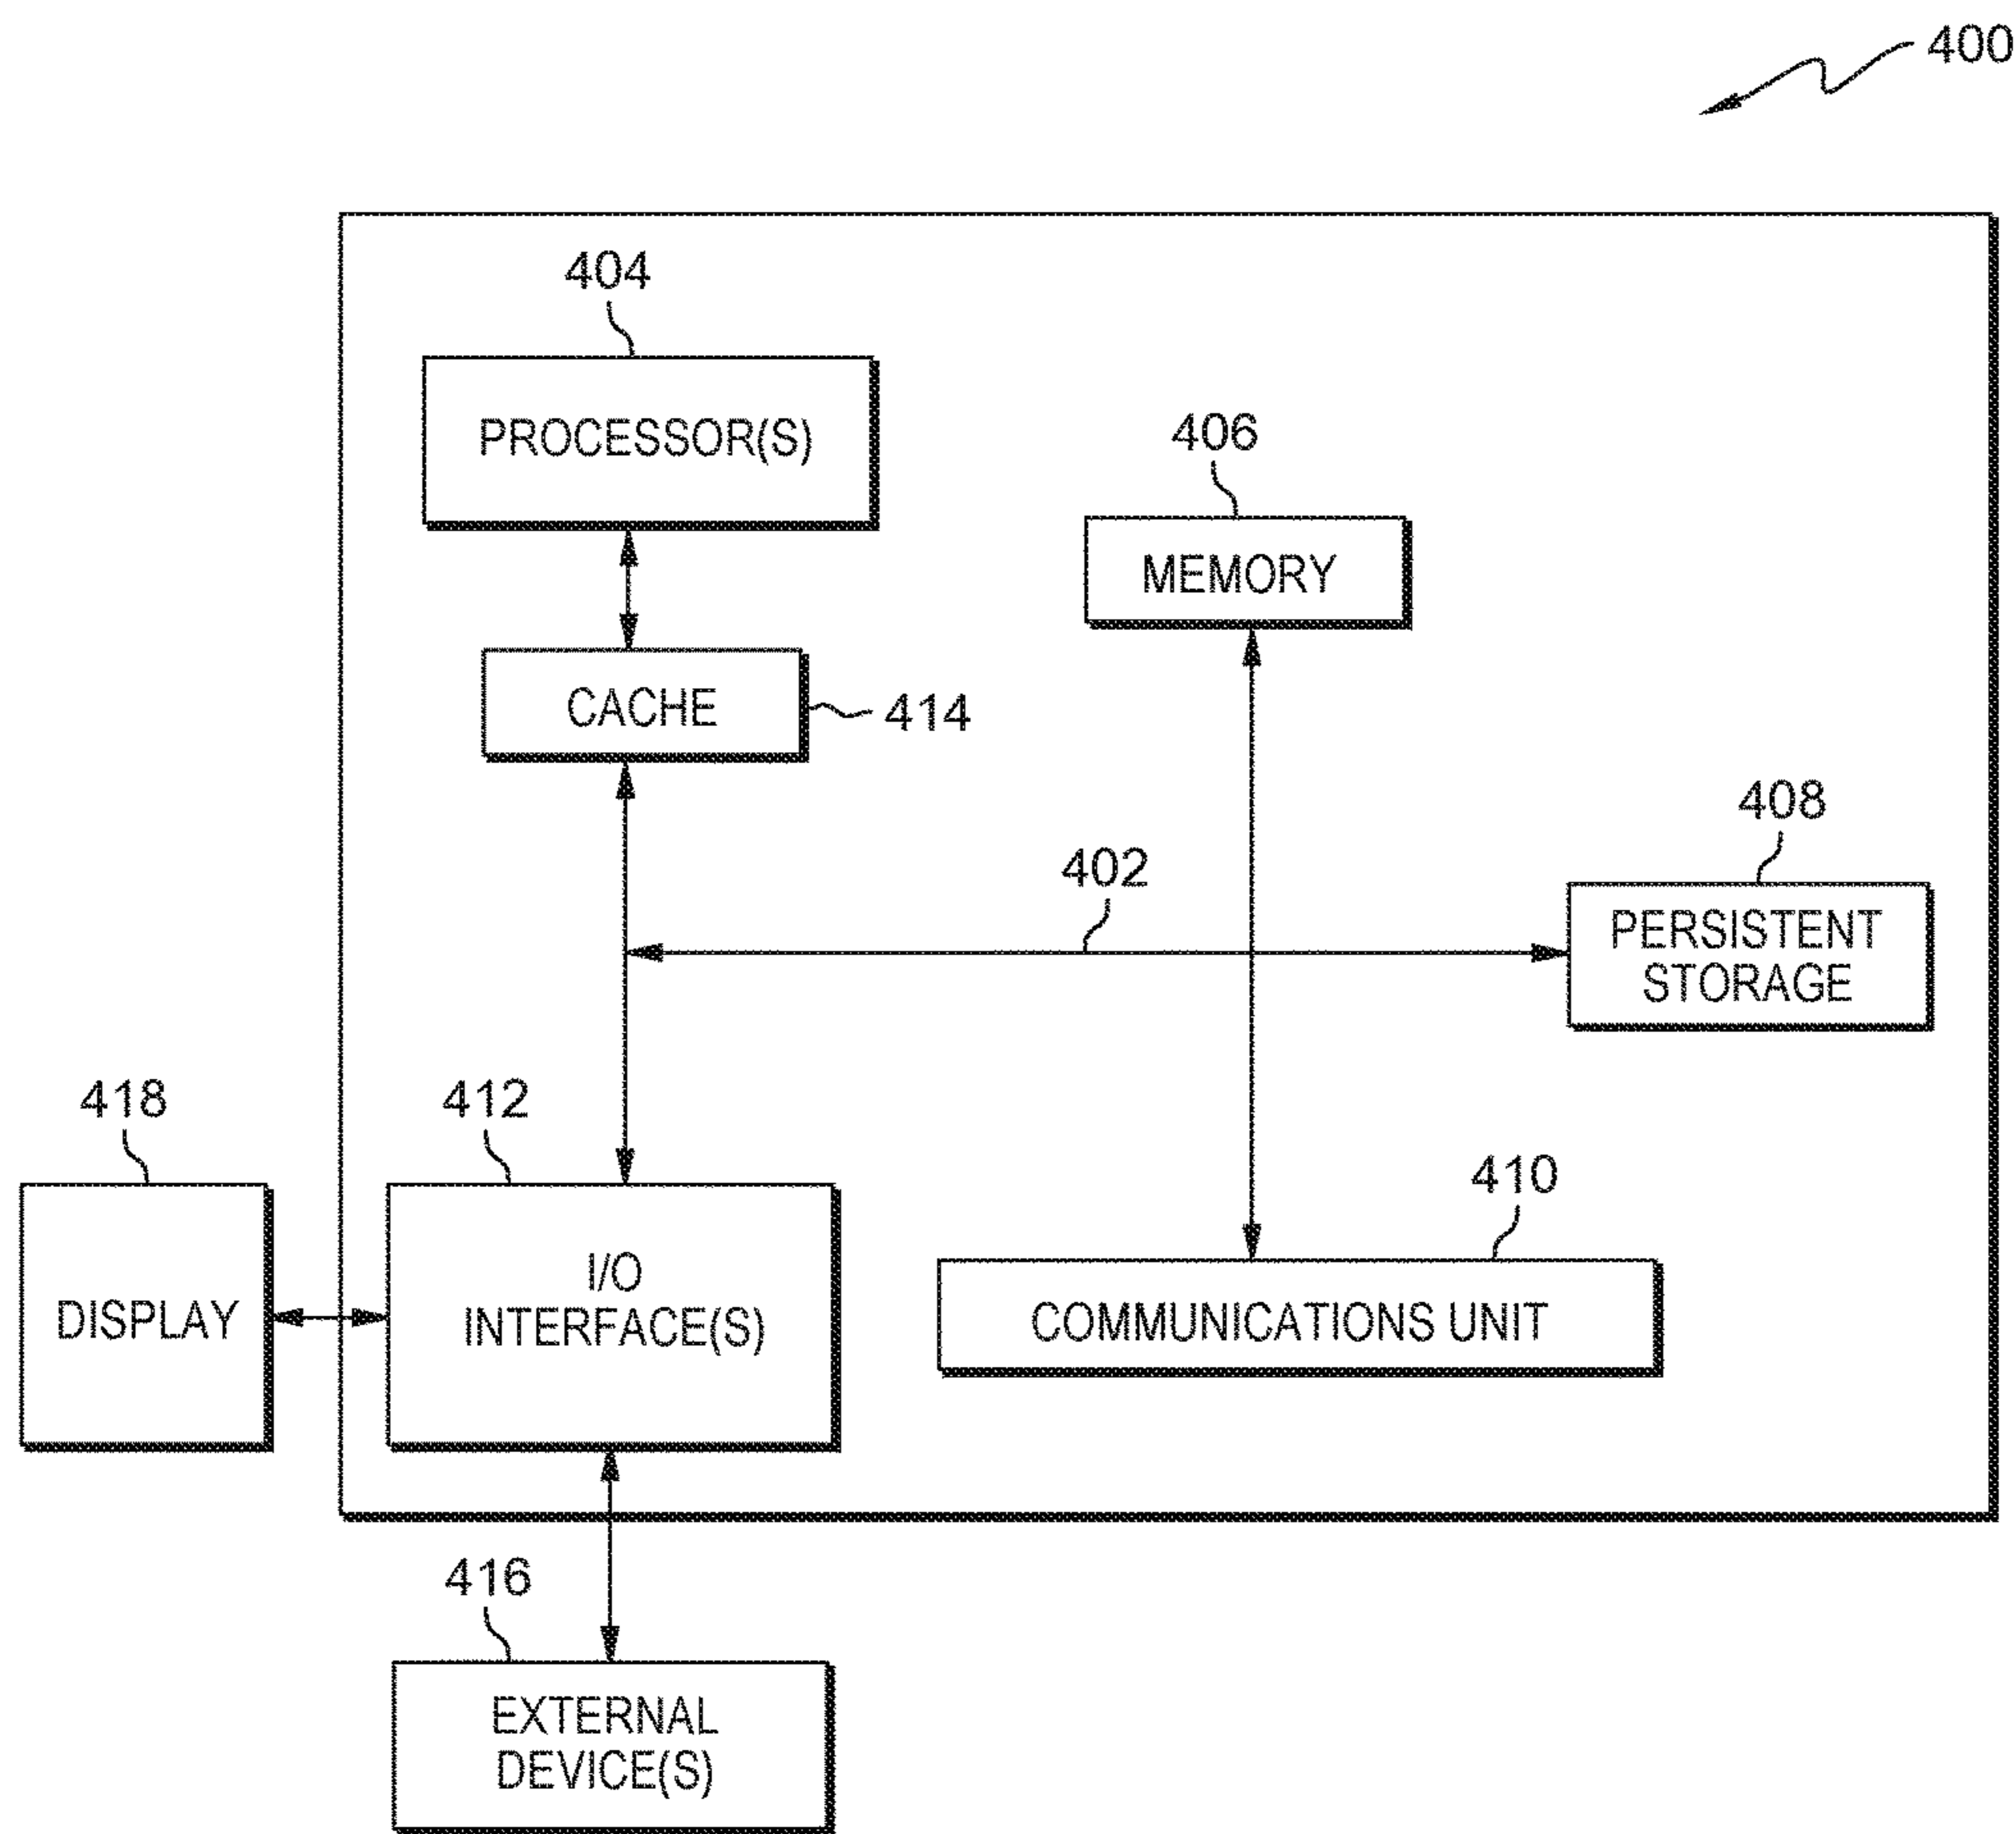 400
404
PROCESSOR(S)
406
MEMORY
CACHE
414
408
402
PERSISTENT
STORAGE
418
412
410
I/O
INTERFACE(S)
DISPLAY
COMMUNICATIONS UNIT
416
EXTERNAL
DEVICE(S)